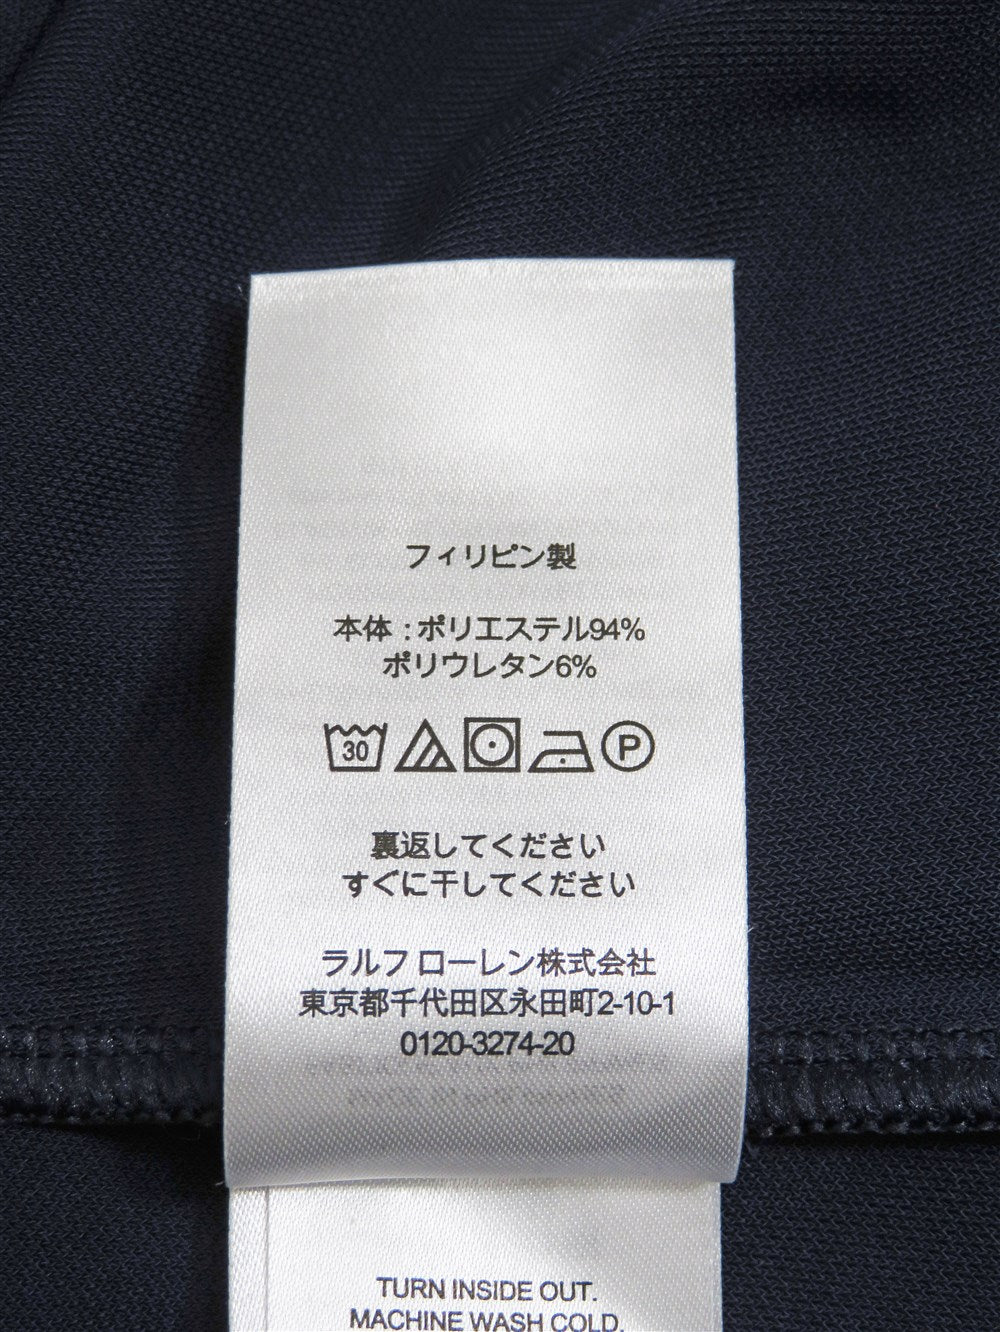 フィリピン製
本体 : ポリエステル94%
ポリウレタン6%
30 P
裏返してください
すぐに干してください
ラルフ ローレン株式会社
東京都千代田区永田町2-10-1
0120-3274-20
TURN INSIDE OUT.
MACHINE WASH COLD.